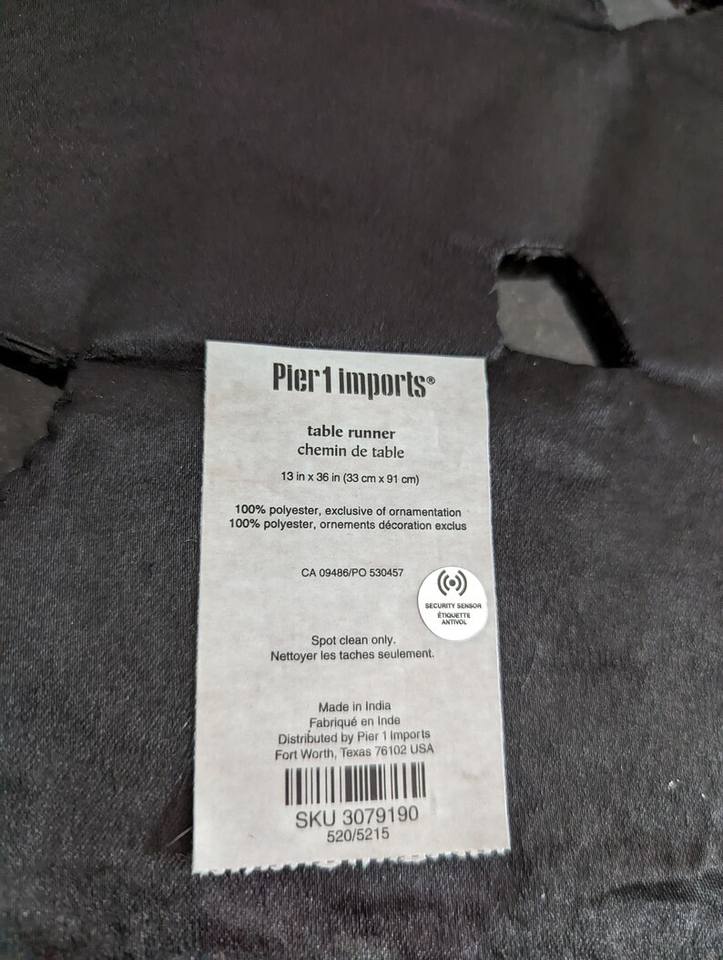 Pier 1 imports®
table runner
chemin de table
13 in x 36 in (33 cm x 91 cm)
100% polyester, exclusive of ornamentation
100% polyester, ornements décoration exclus
CA 09486/PO 530457
SECURITY SENSOR
ÉTIQUETTE
ANTIVOL
Spot clean only.
Nettoyer les taches seulement.
Made in India
Fabriqué en Inde
Distributed by Pier 1 Imports
Fort Worth, Texas 76102 USA
SKU 3079190
520/5215